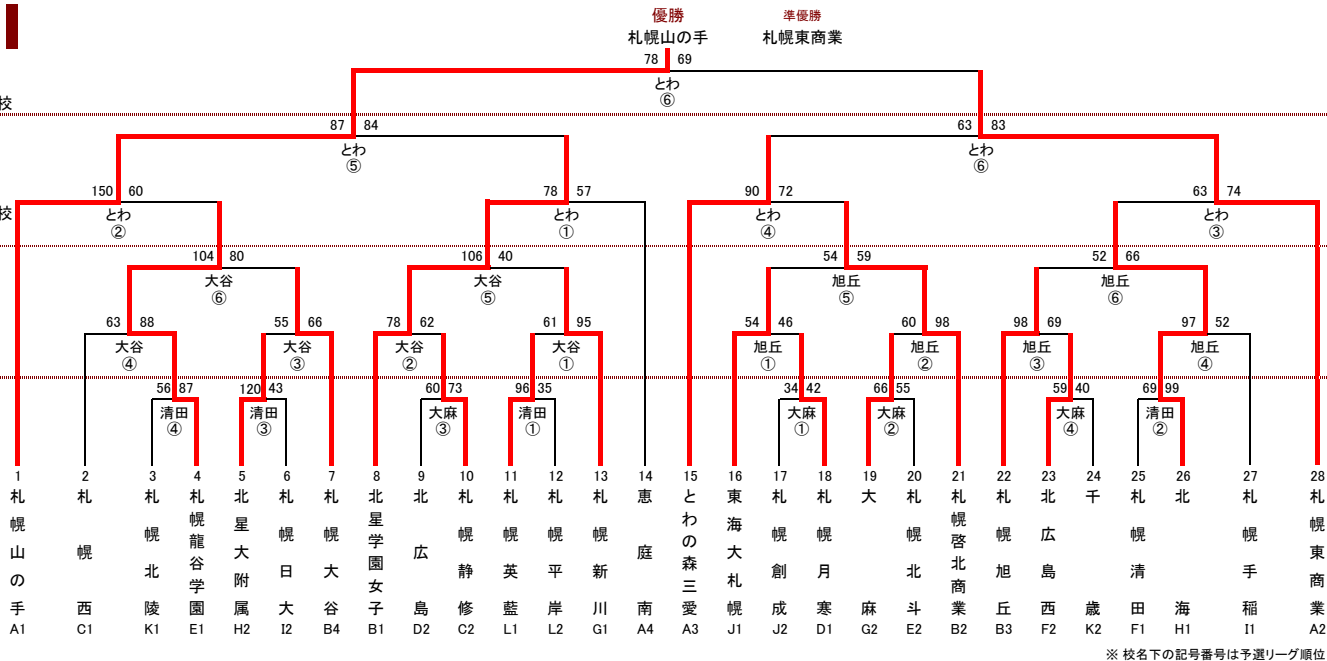 優勝 準優勝
札幌山の手 札幌東商業
78 69
とわ
⑥
校
87 84 63 83
とわ とわ
⑤ ⑥
150 60 78 57 90 72 63 74
校 とわ とわ とわ とわ
② ① ④ ③
104 80 106 40 54 59 52 66
大谷 大谷 旭丘 旭丘
⑥ ⑤ ⑤ ⑥
63 88 55 66 78 62 61 95 54 46 60 98 98 69 97 52
大谷 大谷 大谷 大谷 旭丘 旭丘 旭丘 旭丘
④ ③ ② ① ① ② ③ ④
56 87 120 43 60 73 96 35 34 42 66 55 59 40 69 99
清田 清田 大麻 清田 大麻 大麻 大麻 清田
④ ③ ③ ① ① ② ④ ②
1 2 3 4 5 6 7 8 9 10 11 12 13 14 15 16 17 18 19 20 21 22 23 24 25 26 27 28
札幌山の手
札幌西
札幌北陵
札幌龍谷学園
北星大附属
札幌日大
札幌大谷
北星学園女子
北広島
札幌静修
札幌英藍
札幌平岸
札幌新川
恵庭南
とわの森三愛
東海大札幌
札幌創成
札幌月寒
大麻
札幌北斗
札幌啓北商業
札幌旭丘
北広島西
千歳
札幌清田
北海
札幌手稲
札幌東商業
A1 C1 K1 E1 H2 I2 B4 B1 D2 C2 L1 L2 G1 A4 A3 J1 J2 D1 G2 E2 B2 B3 F2 K2 F1 H1 I1 A2
※ 校名下の記号番号は予選リーグ順位